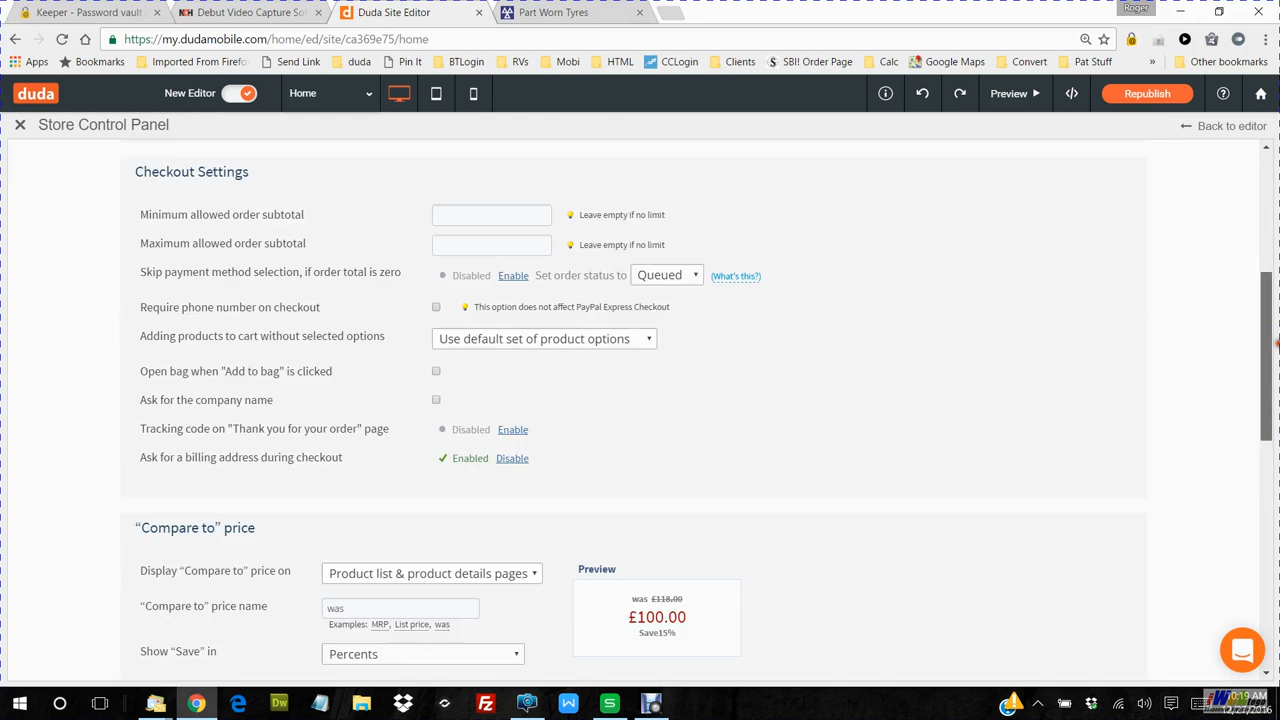 Keeper - Password vault
Debut Video Capture So
Duda Site Editor
Part Worn Tyres
Roger
https://my.dudamobile.com/home/ed/site/ca369e75/home
Apps Bookmarks Imported From Firefo Send Link duda Pin It BTLogin RVs Mobi HTML CCLogin Clients SBI! Order Page Calc Google Maps Convert Pat Stuff » Other bookmarks
duda New Editor Home Preview Republish
Store Control Panel
← Back to editor
Checkout Settings
Minimum allowed order subtotal Leave empty if no limit
Maximum allowed order subtotal Leave empty if no limit
Skip payment method selection, if order total is zero Disabled Enable Set order status to Queued (What's this?)
Require phone number on checkout This option does not affect PayPal Express Checkout
Adding products to cart without selected options Use default set of product options
Open bag when "Add to bag" is clicked
Ask for the company name
Tracking code on "Thank you for your order" page Disabled Enable
Ask for a billing address during checkout Enabled Disable
“Compare to” price
Display “Compare to” price on Product list & product details pages
“Compare to” price name was
Examples: MRP, List price, was
Show “Save” in Percents
Preview
was £118.00
£100.00
Save15%
12/27/2016